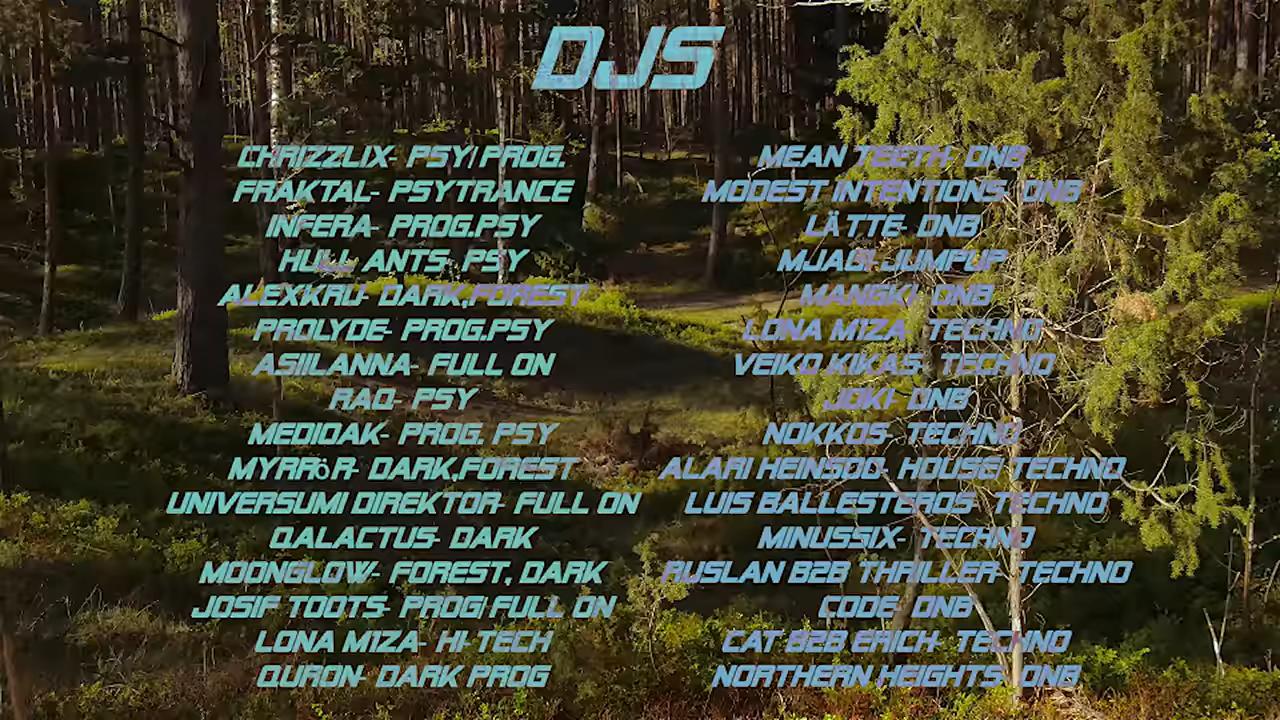 DJS
CHRIZZLIX- PSY/PROG.
FRAKTAL- PSYTRANCE
INFERA- PROG.PSY
HULL ANTS- PSY
ALEXKRU- DARK,FOREST
PROLYDE- PROG.PSY
ASIILANNA- FULL ON
RAQ- PSY
MEDIOAK- PROG. PSY
MYRRöR- DARK,FOREST
UNIVERSUMI DIREKTOR- FULL ON
QALACTUS- DARK
MOONGLOW- FOREST, DARK
JOSIF TOOTS- PROG/FULL ON
LONA M1ZA- HI-TECH
QURON- DARK PROG
MEAN TEETH- DNB
MODEST INTENTIONS- DNB
LÄTTE- DNB
MJAU!-JUMPUP
MANGKI- DNB
LONA M1ZA- TECHNO
VEIKO KIKAS- TECHNO
JOKI- DNB
NOKKOS- TECHNO
ALARI HEINSOO- HOUSE TECHNO
LUIS BALLESTEROS- TECHNO
MINUSSIX- TECHNO
RUSLAN B2B THRILLER- TECHNO
CODE- DNB
CAT B2B ERICH- TECHNO
NORTHERN HEIGHTS- DNB